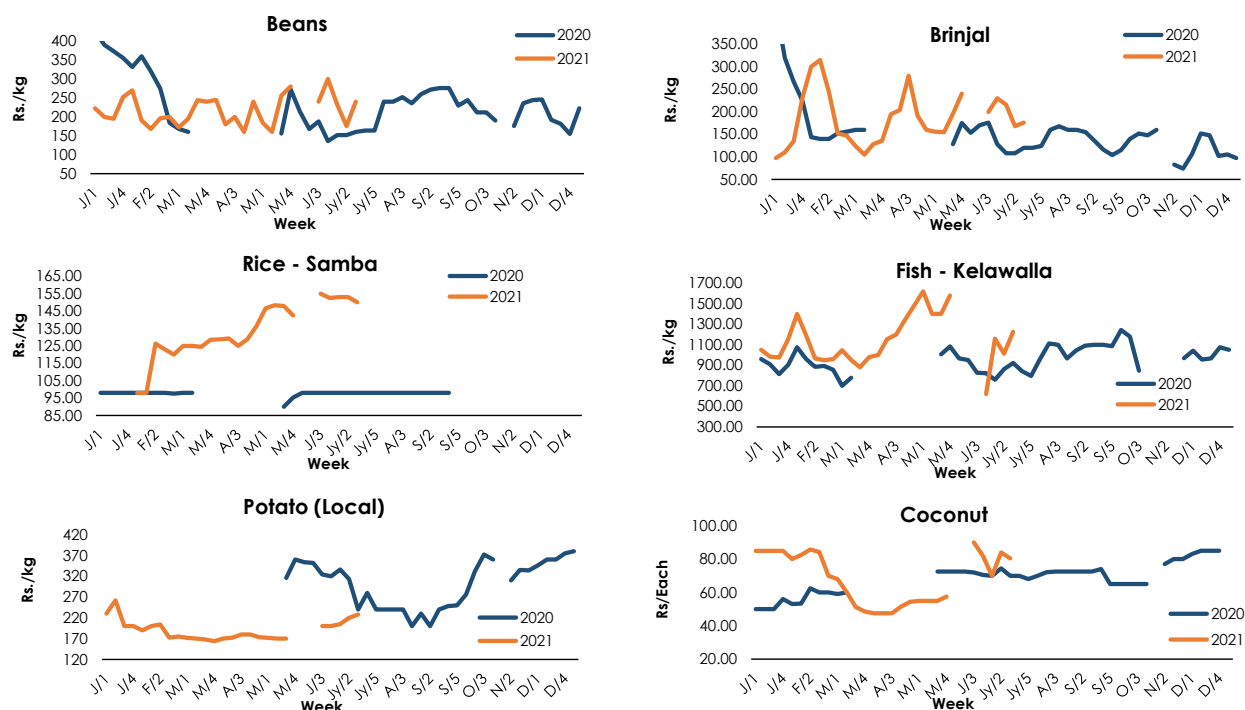 Beans
400
350
300
250
200
150
100
50
Rs./kg
2020
2021
J/1 J/4 F/2 M/1 M/4 A/3 M/1 M/4 J/3 Jy/2 Jy/5 A/3 S/2 S/5 O/3 N/2 D/1 D/4
Week
Brinjal
350.00
300.00
250.00
200.00
150.00
100.00
50.00
Rs./kg
2020
2021
J/1 J/4 F/2 M/1 M/4 A/3 M/1 M/4 J/3 Jy/2 Jy/5 A/3 S/2 S/5 O/3 N/2 D/1 D/4
Week
Rice - Samba
165.00
155.00
145.00
135.00
125.00
115.00
105.00
95.00
85.00
Rs./kg
2020
2021
J/1 J/4 F/2 M/1 M/4 A/3 M/1 M/4 J/3 Jy/2 Jy/5 A/3 S/2 S/5 O/3 N/2 D/1 D/4
Week
Fish - Kelawalla
1700.00
1500.00
1300.00
1100.00
900.00
700.00
500.00
300.00
Rs./kg
2020
2021
J/1 J/4 F/2 M/1 M/4 A/3 M/1 M/4 J/3 Jy/2 Jy/5 A/3 S/2 S/5 O/3 N/2 D/1 D/4
Week
Potato (Local)
420
370
320
270
220
170
120
Rs./kg
2020
2021
J/1 J/4 F/2 M/1 M/4 A/3 M/1 M/4 J/3 Jy/2 Jy/5 A/3 S/2 S/5 O/3 N/2 D/1 D/4
Week
Coconut
100.00
80.00
60.00
40.00
20.00
Rs/Each
2020
2021
J/1 J/4 F/2 M/1 M/4 A/3 M/1 M/4 J/3 Jy/2 Jy/5 A/3 S/2 S/5 O/3 N/2 D/1 D/4
Week